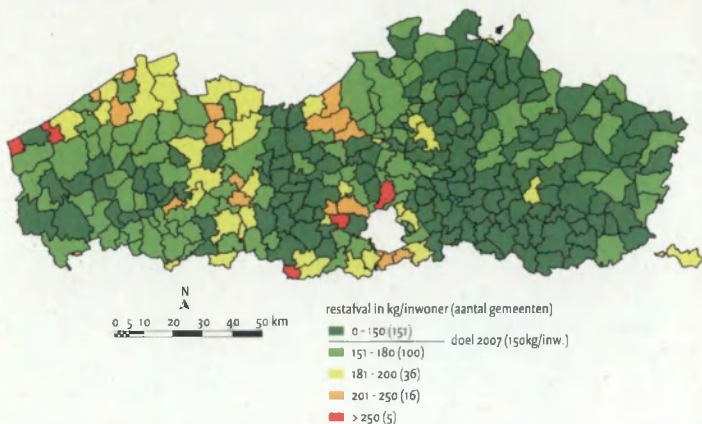 N
0 5 10 20 30 40 50 km
restafval in kg/inwoner (aantal gemeenten)
0 - 150 (151)
doel 2007 (150kg/inw.)
151 - 180 (100)
181 - 200 (36)
201 - 250 (16)
> 250 (5)